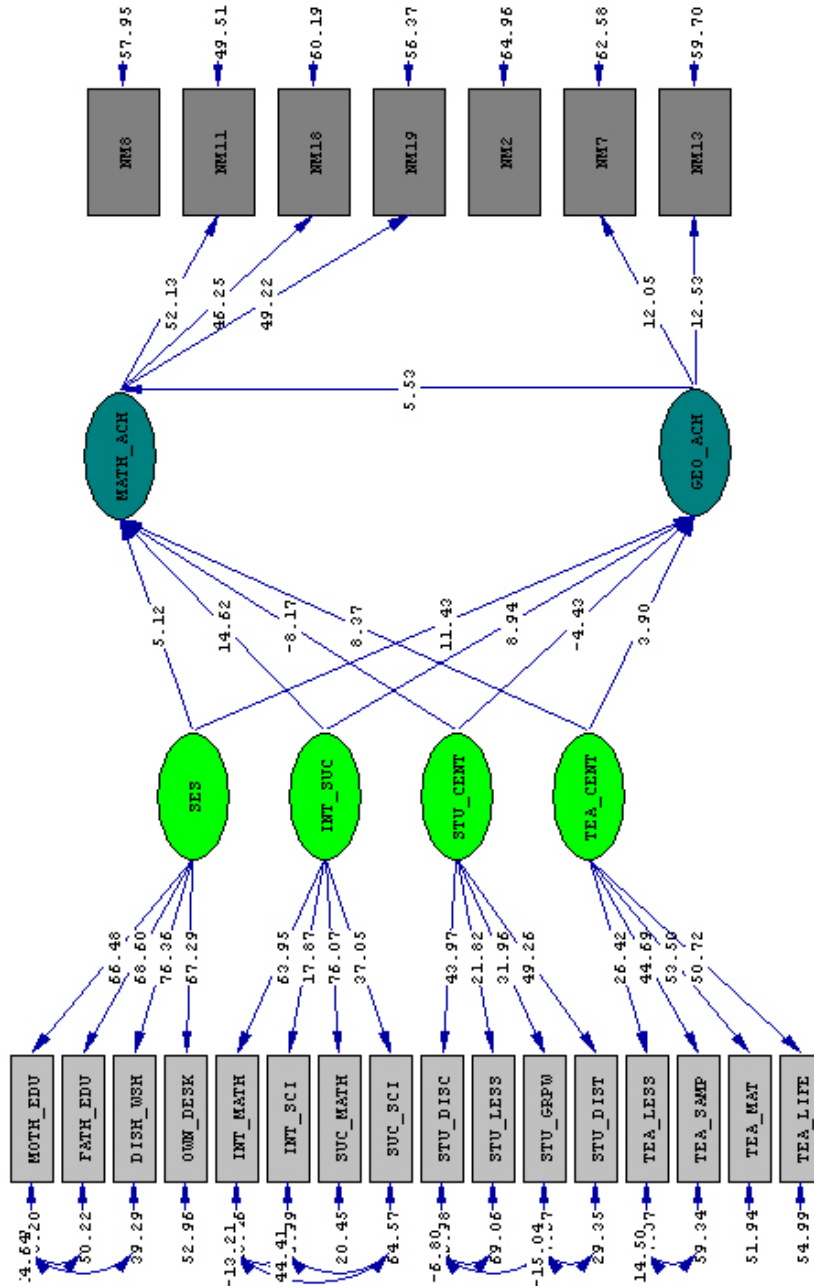 54.99
51.94
59.34
14.50
29.35
-15.04
69.06
-6.80
64.57
20.45
44.41
-13.21
52.96
39.29
50.22
TEA_LIFE
TEA_MAT
TEA_SAMP
TEA_LESS
STU_DIST
STU_GRPW
STU_LESS
STU_DISC
SUC_SCI
SUC_MATH
INT_SCI
INT_MATH
OWN_DESK
DISH_WSH
FATH_EDU
MOTH_EDU
50.72
53.50
44.69
26.42
49.26
31.96
21.82
43.97
37.05
76.07
17.87
63.95
67.29
76.36
68.60
66.48
TEA_CENT
STU_CENT
INT_SUC
SES
3.90
-4.43
8.94
11.43
8.37
-8.17
14.62
5.12
GEO_ACH
MATH_ACH
5.53
12.53
12.05
49.22
46.25
52.13
NM13
NM7
NM2
NM19
NM18
NM11
NM8
59.70
62.58
64.96
56.37
60.19
49.51
57.95